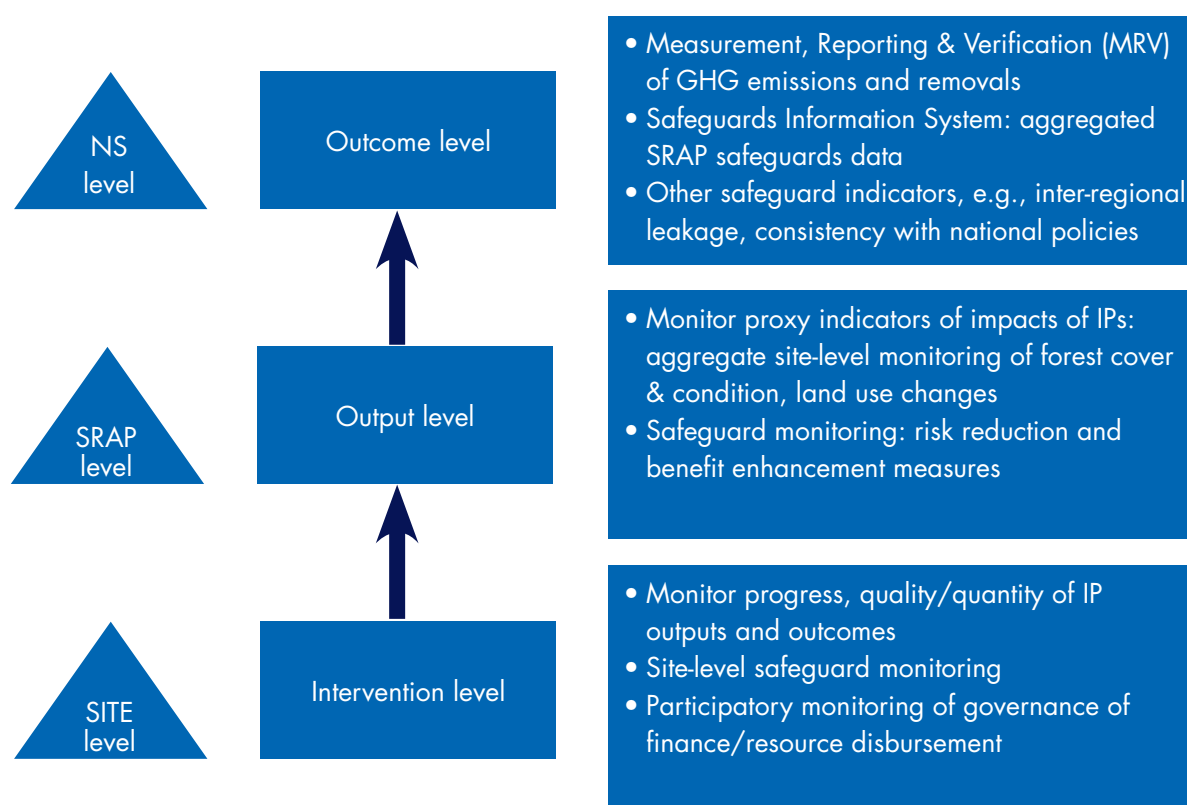 NS
level
Outcome level
• Measurement, Reporting & Verification (MRV)
of GHG emissions and removals
• Safeguards Information System: aggregated
SRAP safeguards data
• Other safeguard indicators, e.g., inter-regional
leakage, consistency with national policies
SRAP
level
Output level
• Monitor proxy indicators of impacts of IPs:
aggregate site-level monitoring of forest cover
& condition, land use changes
• Safeguard monitoring: risk reduction and
benefit enhancement measures
SITE
level
Intervention level
• Monitor progress, quality/quantity of IP
outputs and outcomes
• Site-level safeguard monitoring
• Participatory monitoring of governance of
finance/resource disbursement